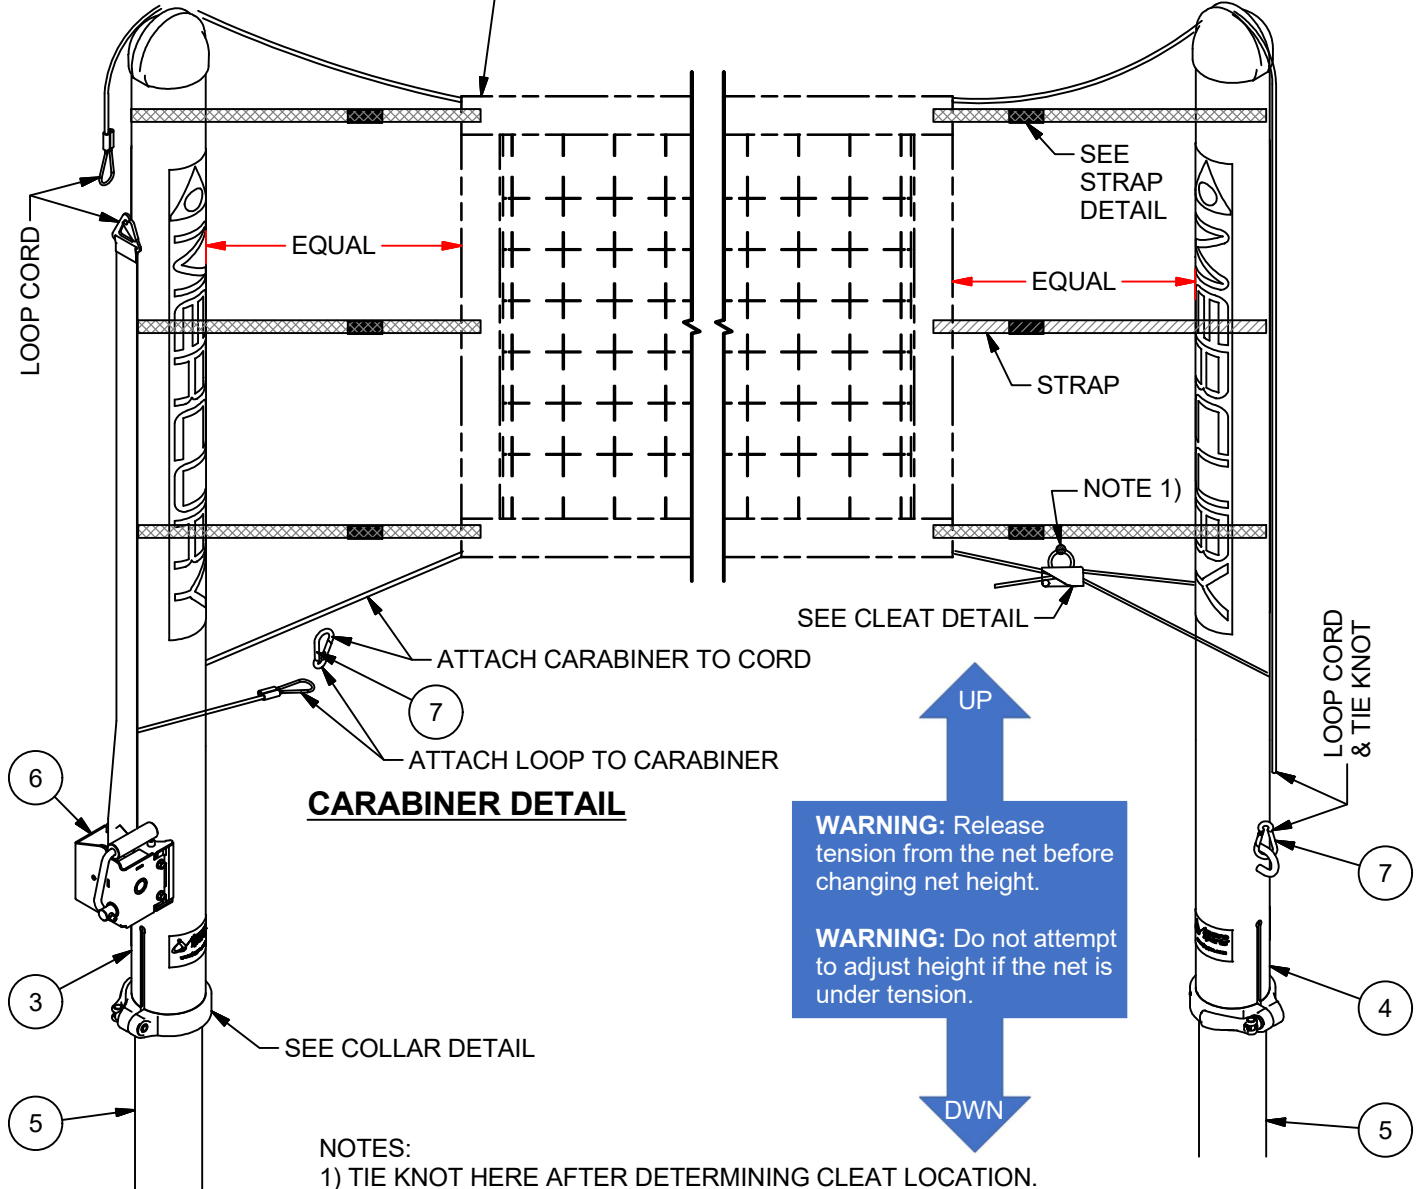 LOOP CORD
EQUAL
SEE
STRAP
DETAIL
EQUAL
STRAP
NOTE 1)
SEE CLEAT DETAIL
ATTACH CARABINER TO CORD
7
ATTACH LOOP TO CARABINER
CARABINER DETAIL
6
3
SEE COLLAR DETAIL
5
UP
WARNING: Release
tension from the net before
changing net height.
WARNING: Do not attempt
to adjust height if the net is
under tension.
DWN
LOOP CORD
& TIE KNOT
7
4
5
NOTES:
1) TIE KNOT HERE AFTER DETERMINING CLEAT LOCATION.